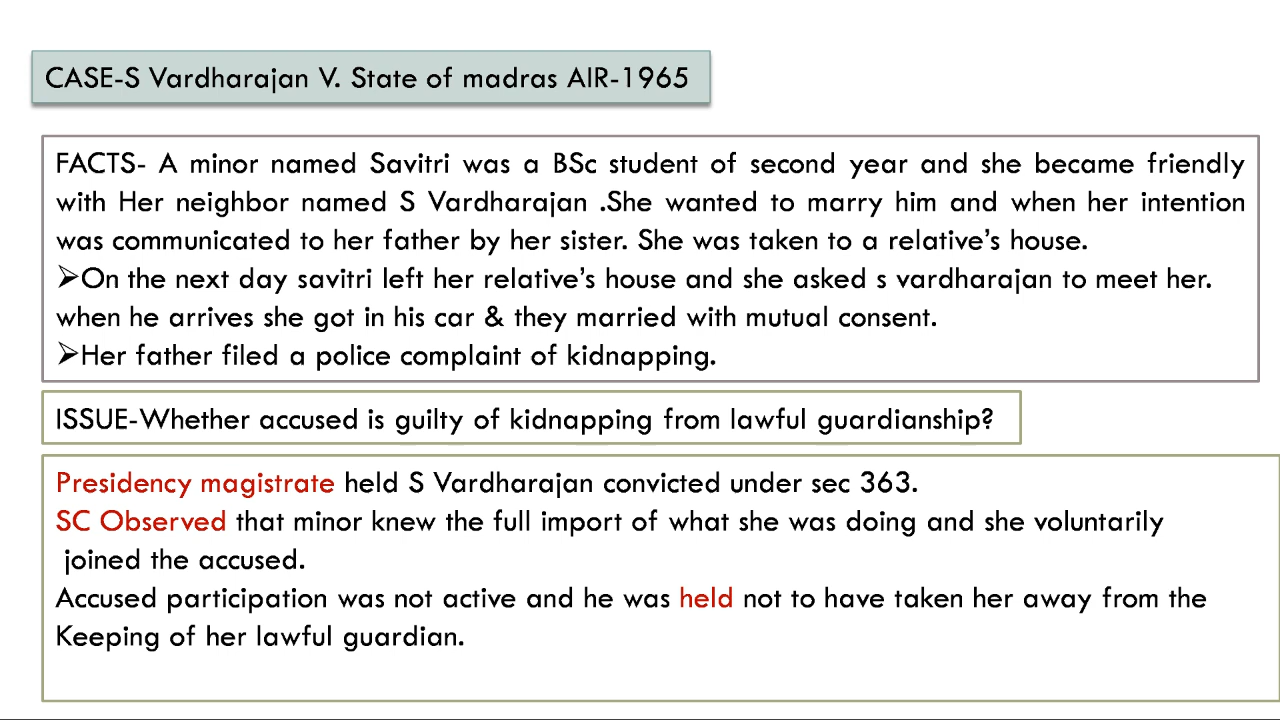 CASE-S Vardharajan V. State of madras AIR-1965
FACTS- A minor named Savitri was a BSc student of second year and she became friendly
with Her neighbor named S Vardharajan .She wanted to marry him and when her intention
was communicated to her father by her sister. She was taken to a relative’s house.
➢On the next day savitri left her relative’s house and she asked s vardharajan to meet her.
when he arrives she got in his car & they married with mutual consent.
➢Her father filed a police complaint of kidnapping.
ISSUE-Whether accused is guilty of kidnapping from lawful guardianship?
Presidency magistrate held S Vardharajan convicted under sec 363.
SC Observed that minor knew the full import of what she was doing and she voluntarily
joined the accused.
Accused participation was not active and he was held not to have taken her away from the
Keeping of her lawful guardian.